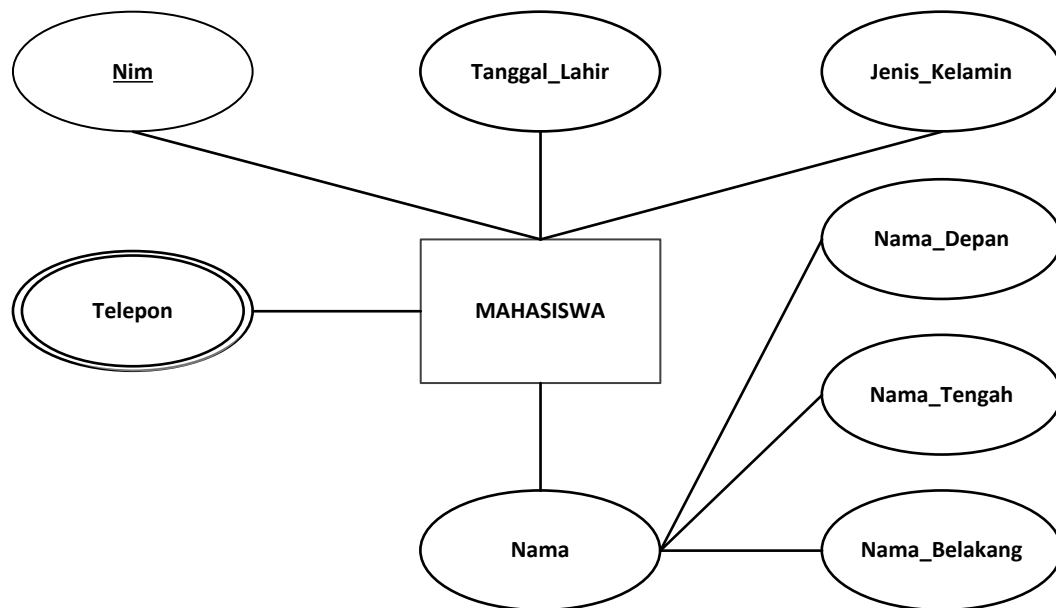 Nim
Tanggal_Lahir
Jenis_Kelamin
Nama_Depan
Telepon
MAHASISWA
Nama_Tengah
Nama
Nama_Belakang